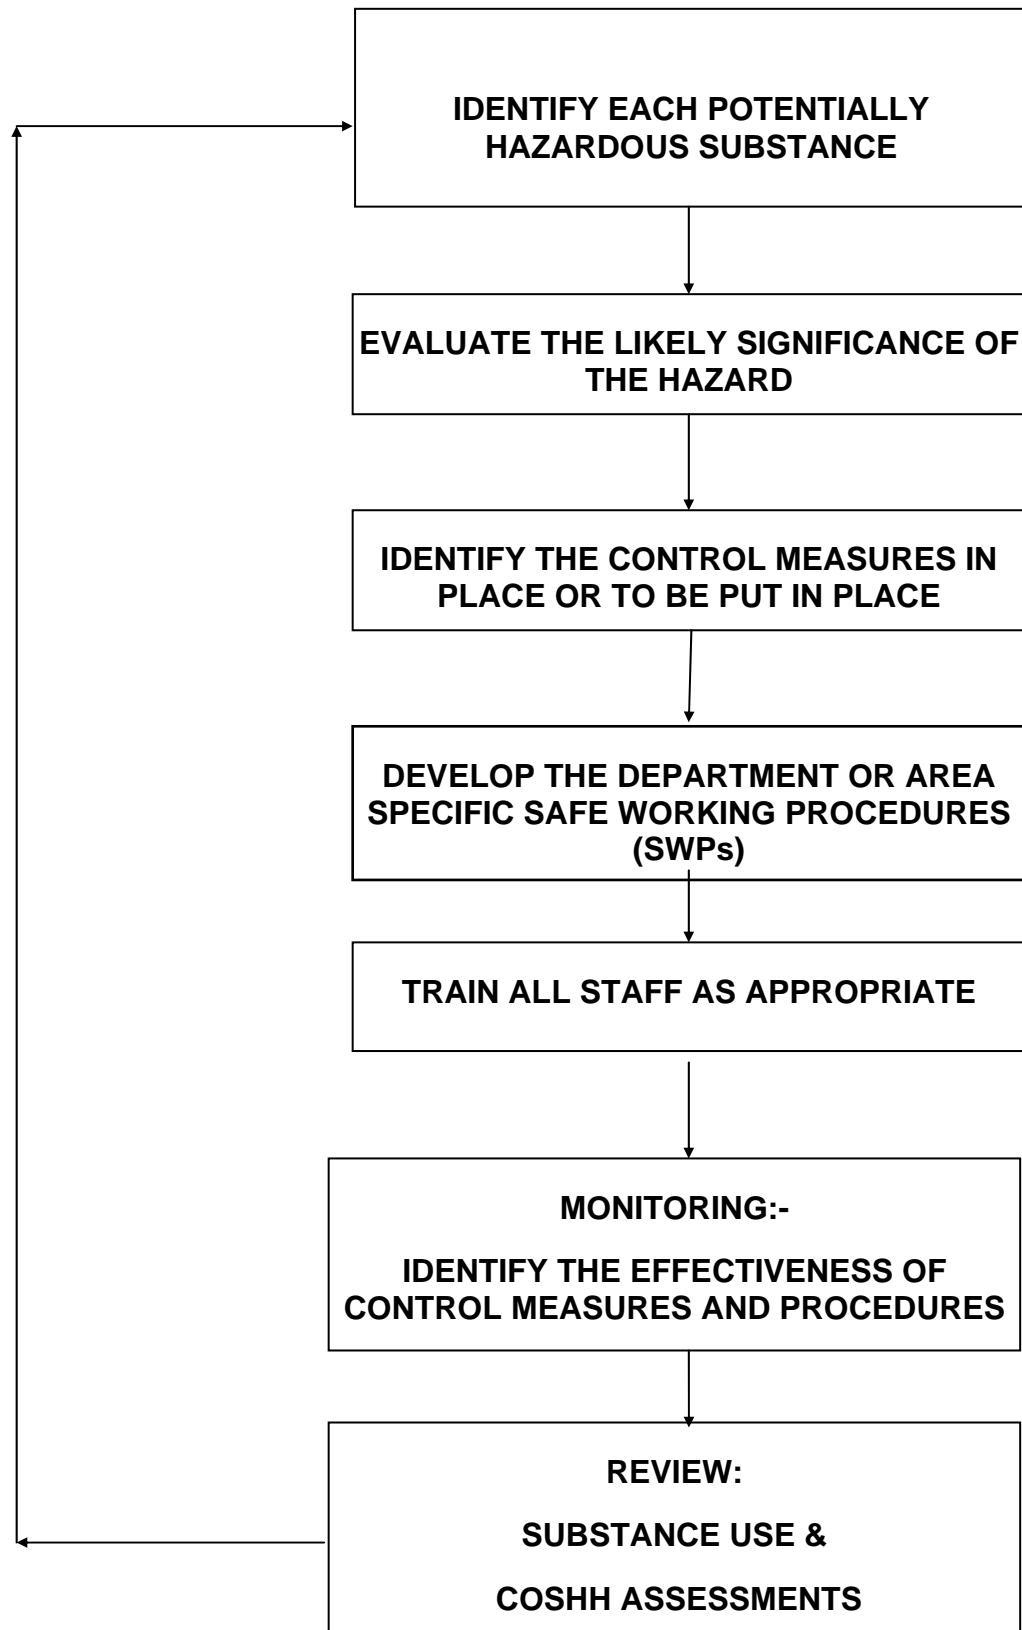 IDENTIFY EACH POTENTIALLY
HAZARDOUS SUBSTANCE
EVALUATE THE LIKELY SIGNIFICANCE OF
THE HAZARD
IDENTIFY THE CONTROL MEASURES IN
PLACE OR TO BE PUT IN PLACE
DEVELOP THE DEPARTMENT OR AREA
SPECIFIC SAFE WORKING PROCEDURES
(SWPs)
TRAIN ALL STAFF AS APPROPRIATE
MONITORING:-
IDENTIFY THE EFFECTIVENESS OF
CONTROL MEASURES AND PROCEDURES
REVIEW:
SUBSTANCE USE &
COSHH ASSESSMENTS